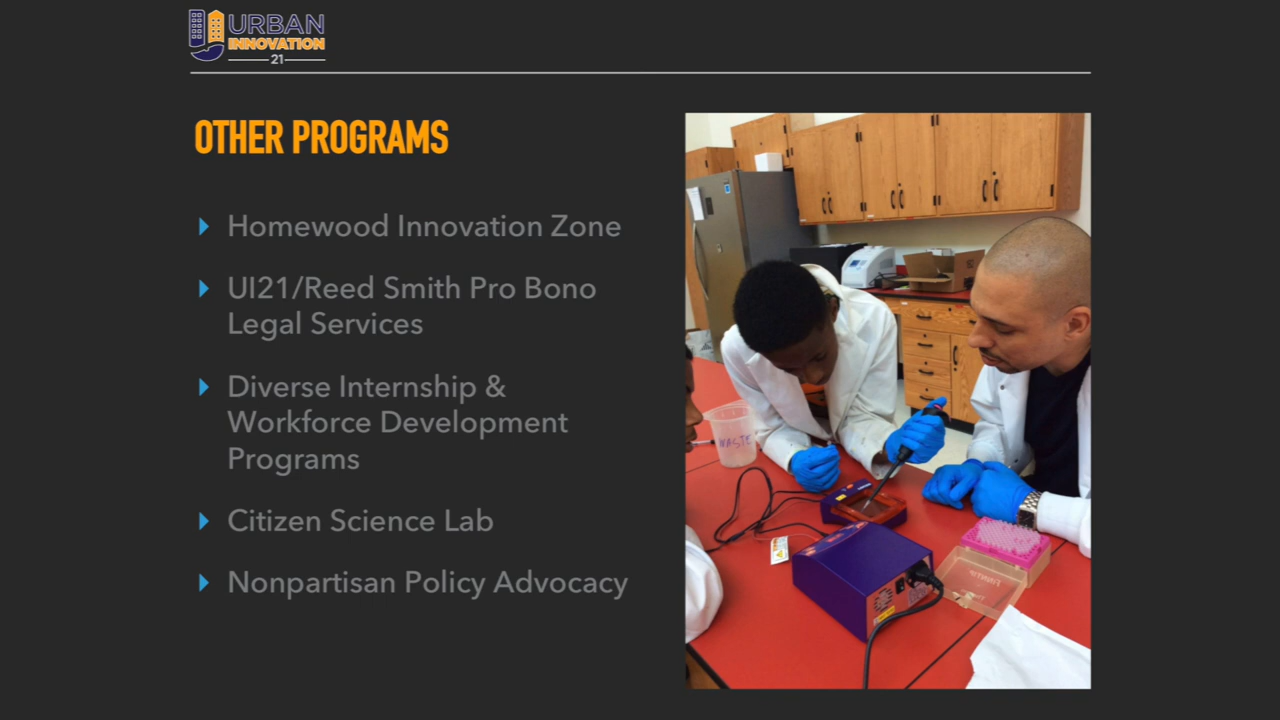 URBAN
INNOVATION
21
OTHER PROGRAMS
Homewood Innovation Zone
UI21/Reed Smith Pro Bono
Legal Services
Diverse Internship &
Workforce Development
Programs
Citizen Science Lab
Nonpartisan Policy Advocacy
WASTE